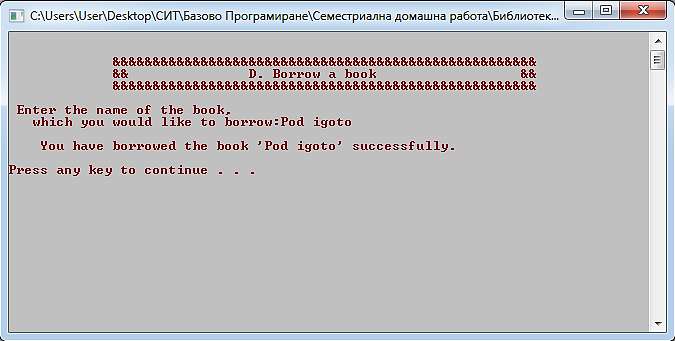 C:\Users\User\Desktop\СИТ\Базово Програмиране\Семестриална домашна работа\Библиотек...
&&&&&&&&&&&&&&&&&&&&&&&&&&&&&&&&&&&&&&&&&&&&&&&&&&&&&
&& D. Borrow a book &&
&&&&&&&&&&&&&&&&&&&&&&&&&&&&&&&&&&&&&&&&&&&&&&&&&&&&&
Enter the name of the book,
which you would like to borrow:Pod igoto
You have borrowed the book 'Pod igoto' successfully.
Press any key to continue . . .